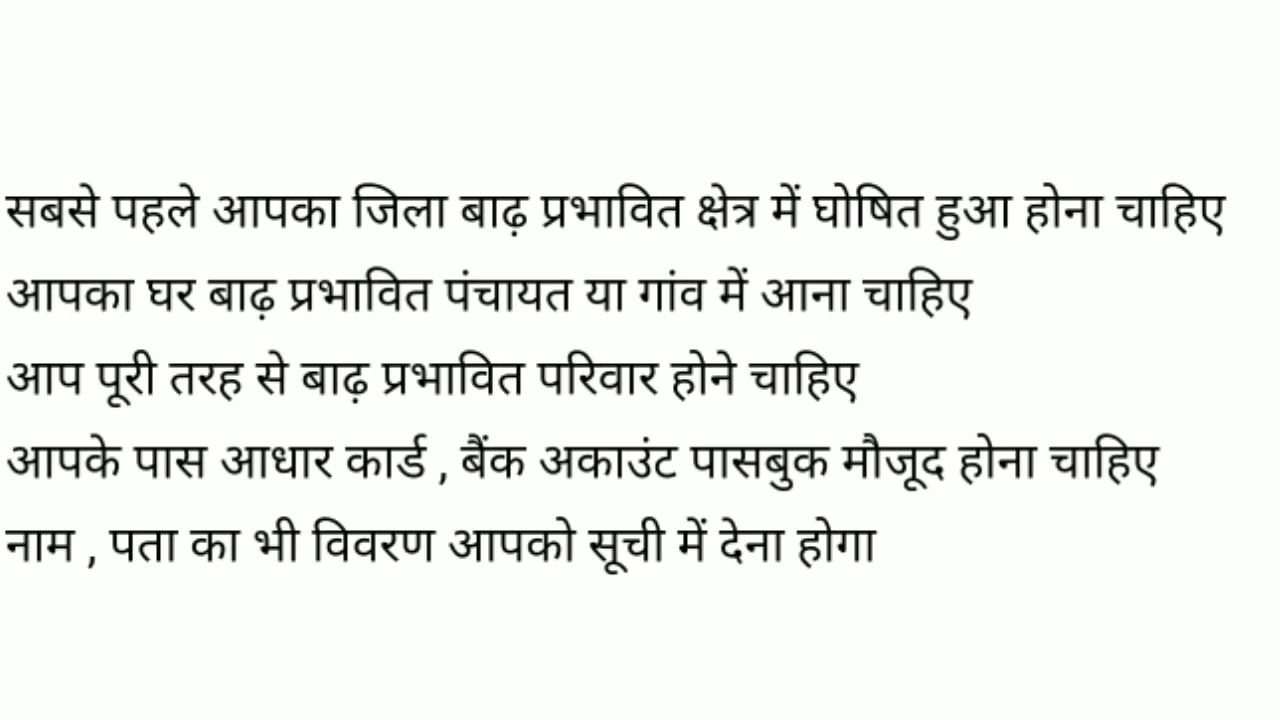 सबसे पहले आपका जिला बाढ़ प्रभावित क्षेत्र में घोषित हुआ होना चाहिए
आपका घर बाढ़ प्रभावित पंचायत या गांव में आना चाहिए
आप पूरी तरह से बाढ़ प्रभावित परिवार होने चाहिए
आपके पास आधार कार्ड , बैंक अकाउंट पासबुक मौजूद होना चाहिए
नाम , पता का भी विवरण आपको सूची में देना होगा